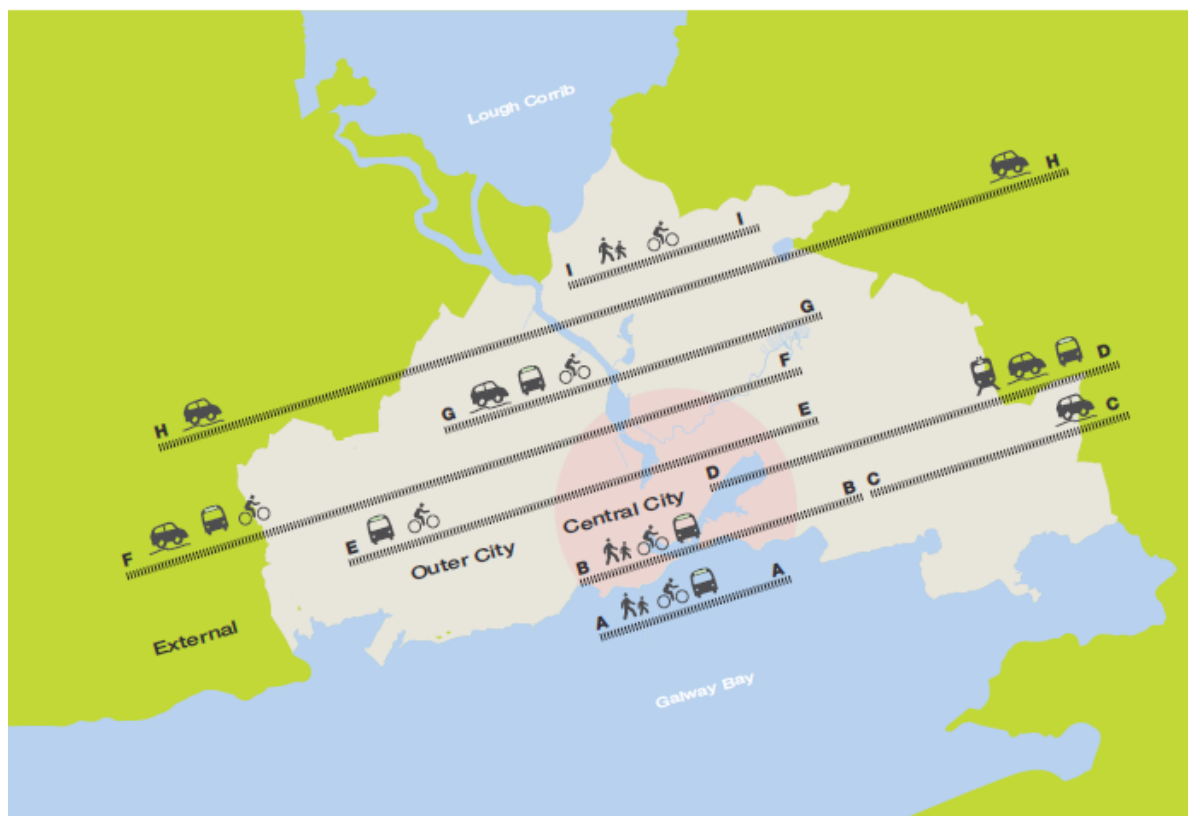 Lough Corrib
H
I
I
G
H
G
F
D
E
C
D
B
C
Central City
E
F
Outer City
B
A
A
External
Galway Bay